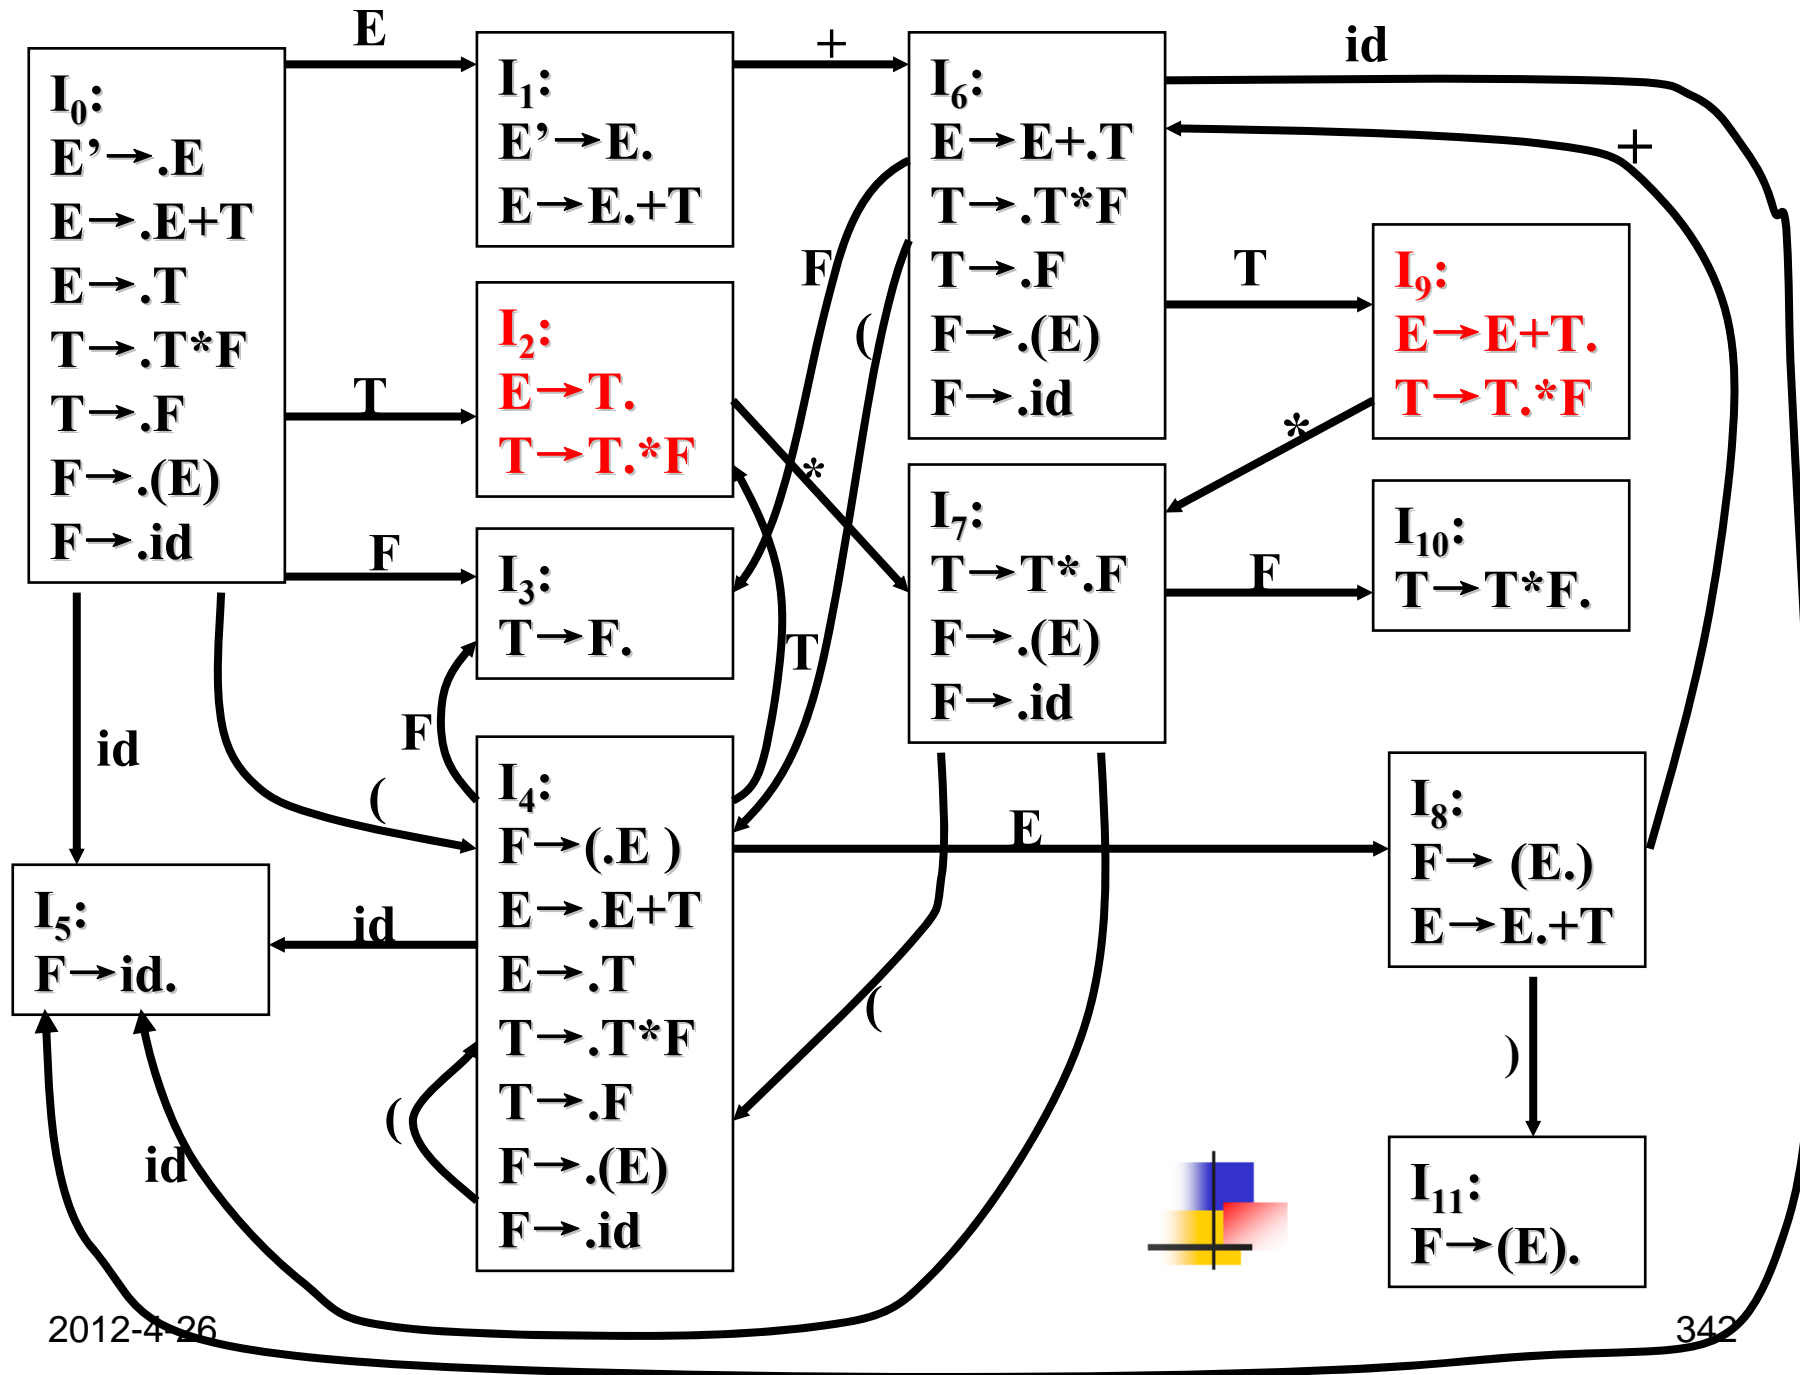 E
I₀:
E’→.E
E→.E+T
E→.T
T→.T*F
T→.F
F→.(E)
F→.id
I₁:
E’→E.
E→E.+T
+
I₆:
E→E+.T
T→.T*F
T→.F
F→.(E)
F→.id
id
+
T
I₂:
E→T.
T→T.*F
F
(
*
T
I₉:
E→E+T.
T→T.*F
*
F
I₃:
T→F.
I₇:
T→T*.F
F→.(E)
F→.id
F
I₁₀:
T→T*F.
id
(
F
T
I₄:
F→(.E )
E→.E+T
E→.T
T→.T*F
T→.F
F→.(E)
F→.id
E
I₈:
F→ (E.)
E→E.+T
I₅:
F→id.
id
(
(
id
)
I₁₁:
F→(E).
2012-4-26
342